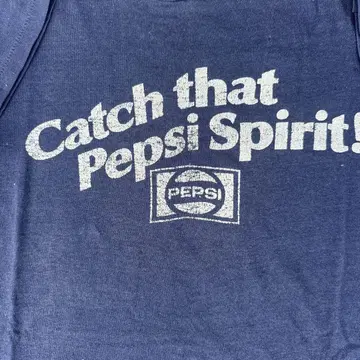 Catch that
Pepsi Spirit!
PEPSI